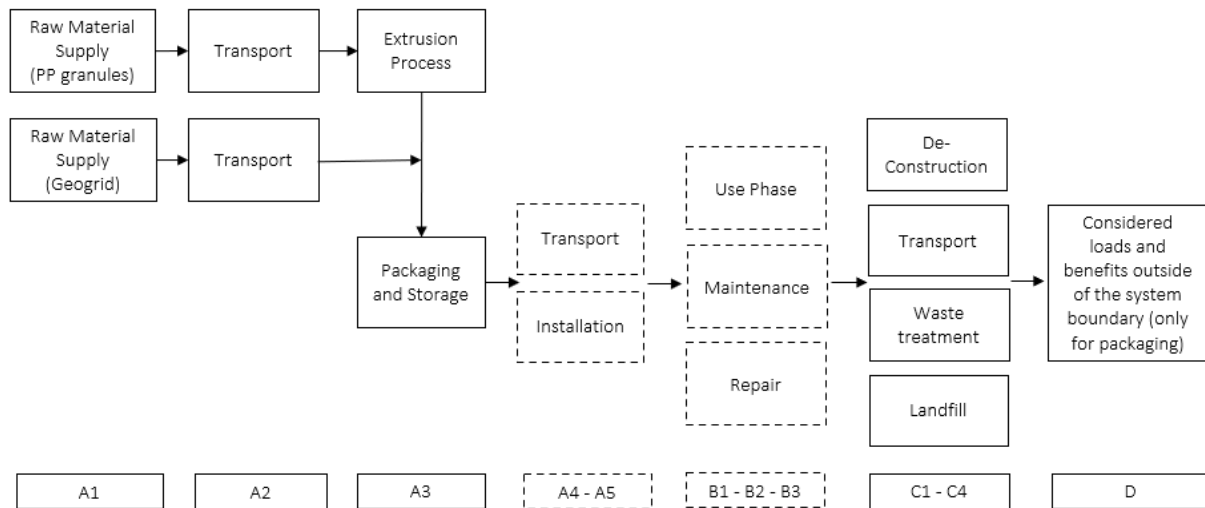 Raw Material
Supply
(PP granules)
Transport
Extrusion
Process
Raw Material
Supply
(Geogrid)
Transport
Packaging
and Storage
Transport
Installation
Use Phase
Maintenance
Repair
De-
Construction
Transport
Waste
treatment
Landfill
Considered
loads and
benefits outside
of the system
boundary (only
for packaging)
A1
A2
A3
A4 - A5
B1 - B2 - B3
C1 - C4
D